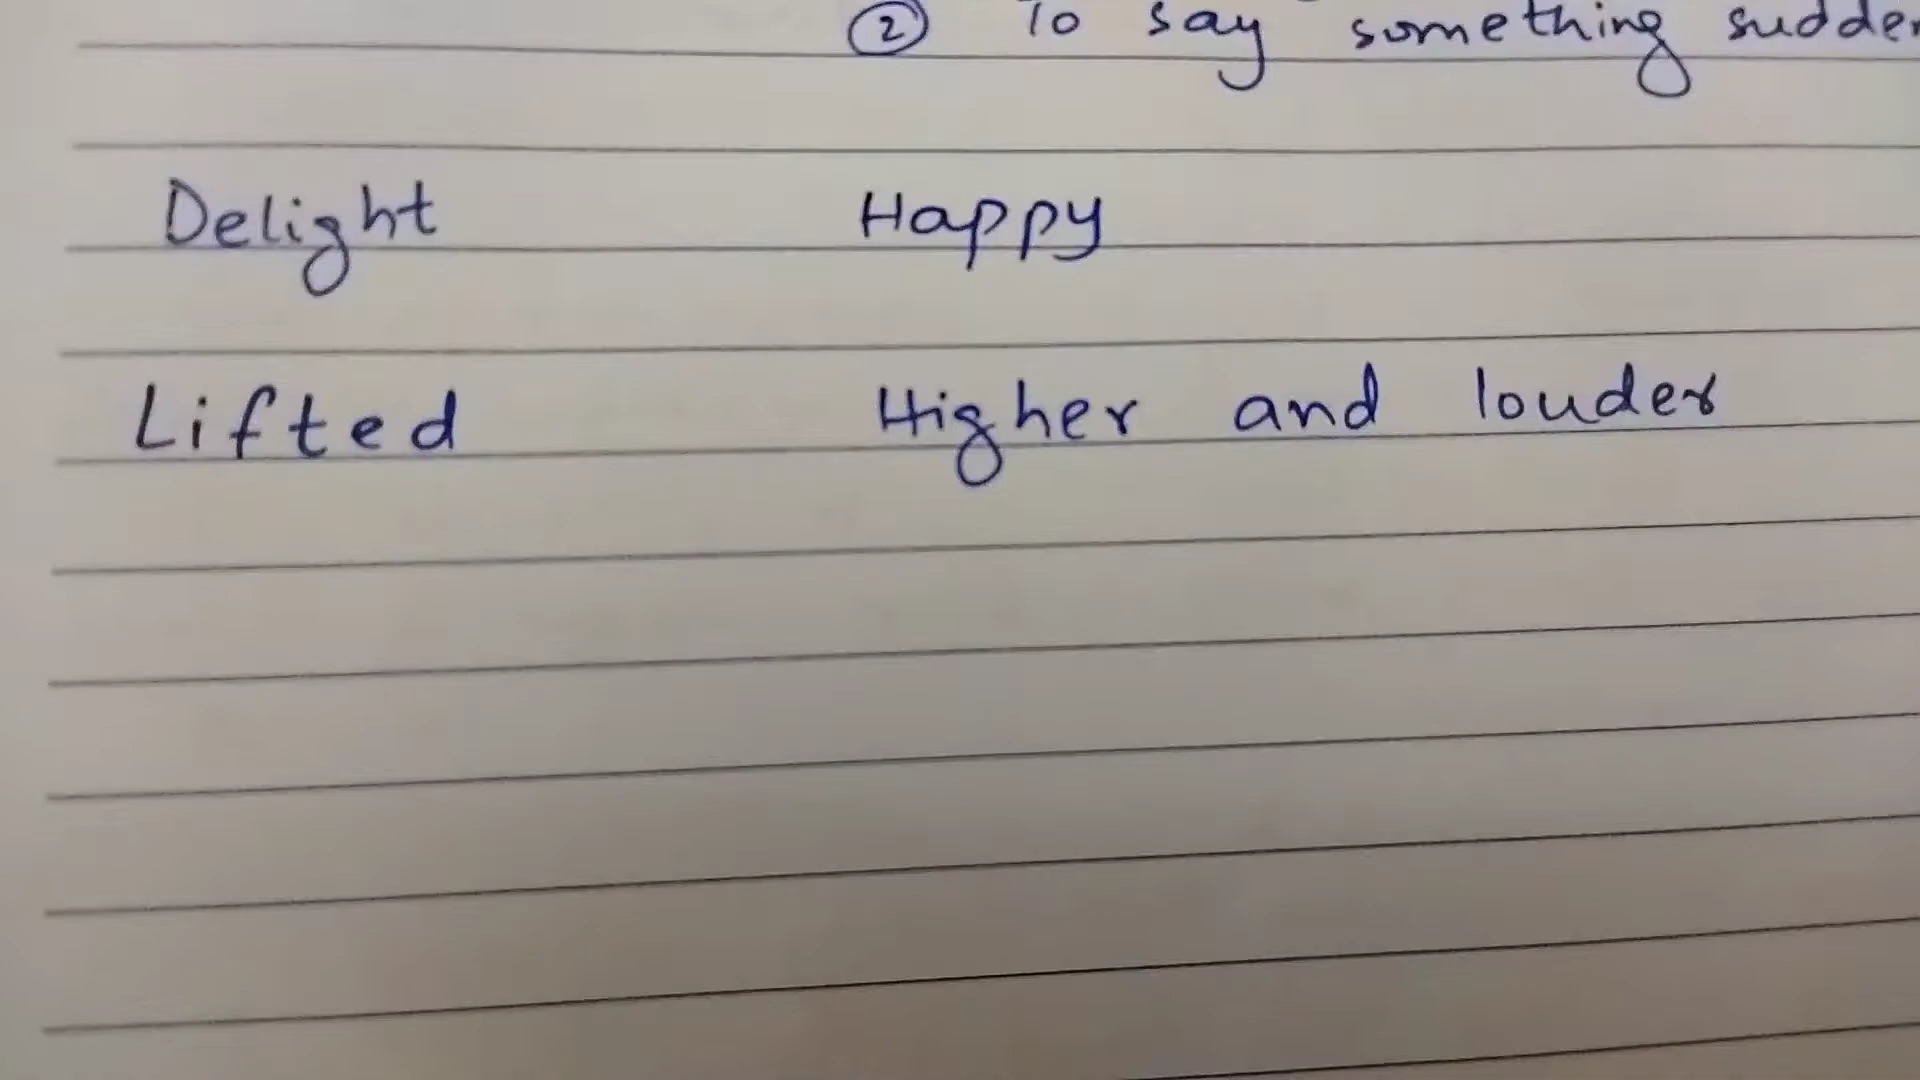 ② To say something
Delight Happy
Lifted Higher and louder